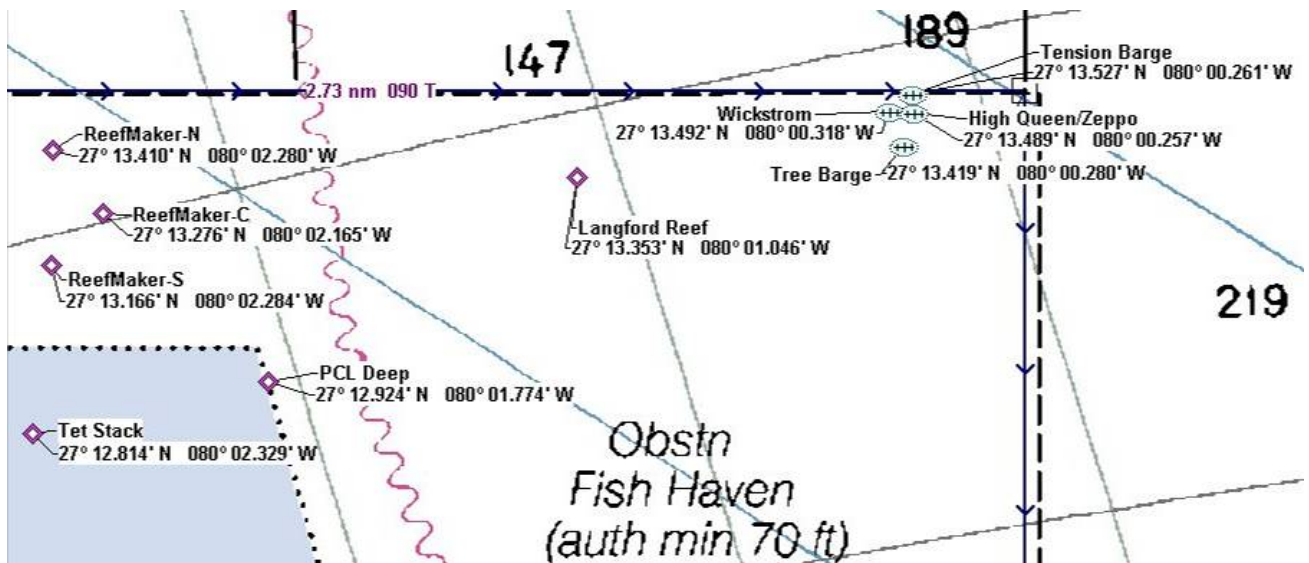 147
189
2.73 nm 090 T
Tension Barge
27° 13.527' N 080° 00.261' W
Wickstrom
27° 13.492' N 080° 00.318' W
High Queen/Zeppo
27° 13.489' N 080° 00.257' W
Tree Barge
27° 13.419' N 080° 00.280' W
ReefMaker-N
27° 13.410' N 080° 02.280' W
ReefMaker-C
27° 13.276' N 080° 02.165' W
Langford Reef
27° 13.353' N 080° 01.046' W
ReefMaker-S
27° 13.166' N 080° 02.284' W
219
PCL Deep
27° 12.924' N 080° 01.774' W
Tet Stack
27° 12.814' N 080° 02.329' W
Obstn
Fish Haven
(auth min 70 ft)